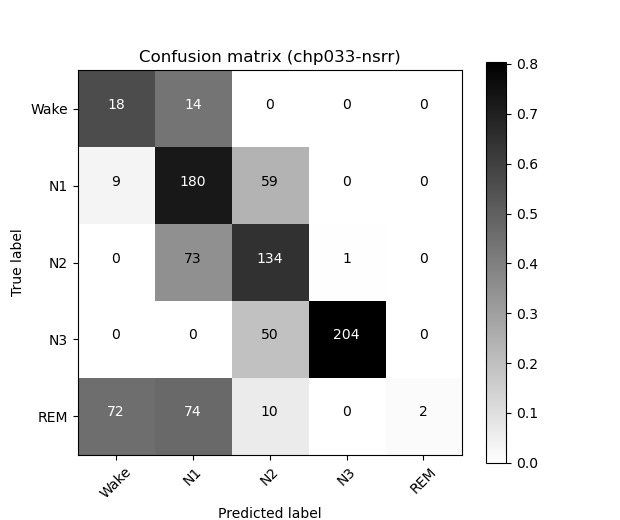 Confusion matrix (chp033-nsrr)
True label
Wake 18 14 0 0 0
N1 9 180 59 0 0
N2 0 73 134 1 0
N3 0 0 50 204 0
REM 72 74 10 0 2
Wake N1 N2 N3 REM
Predicted label
0.8
0.7
0.6
0.5
0.4
0.3
0.2
0.1
0.0